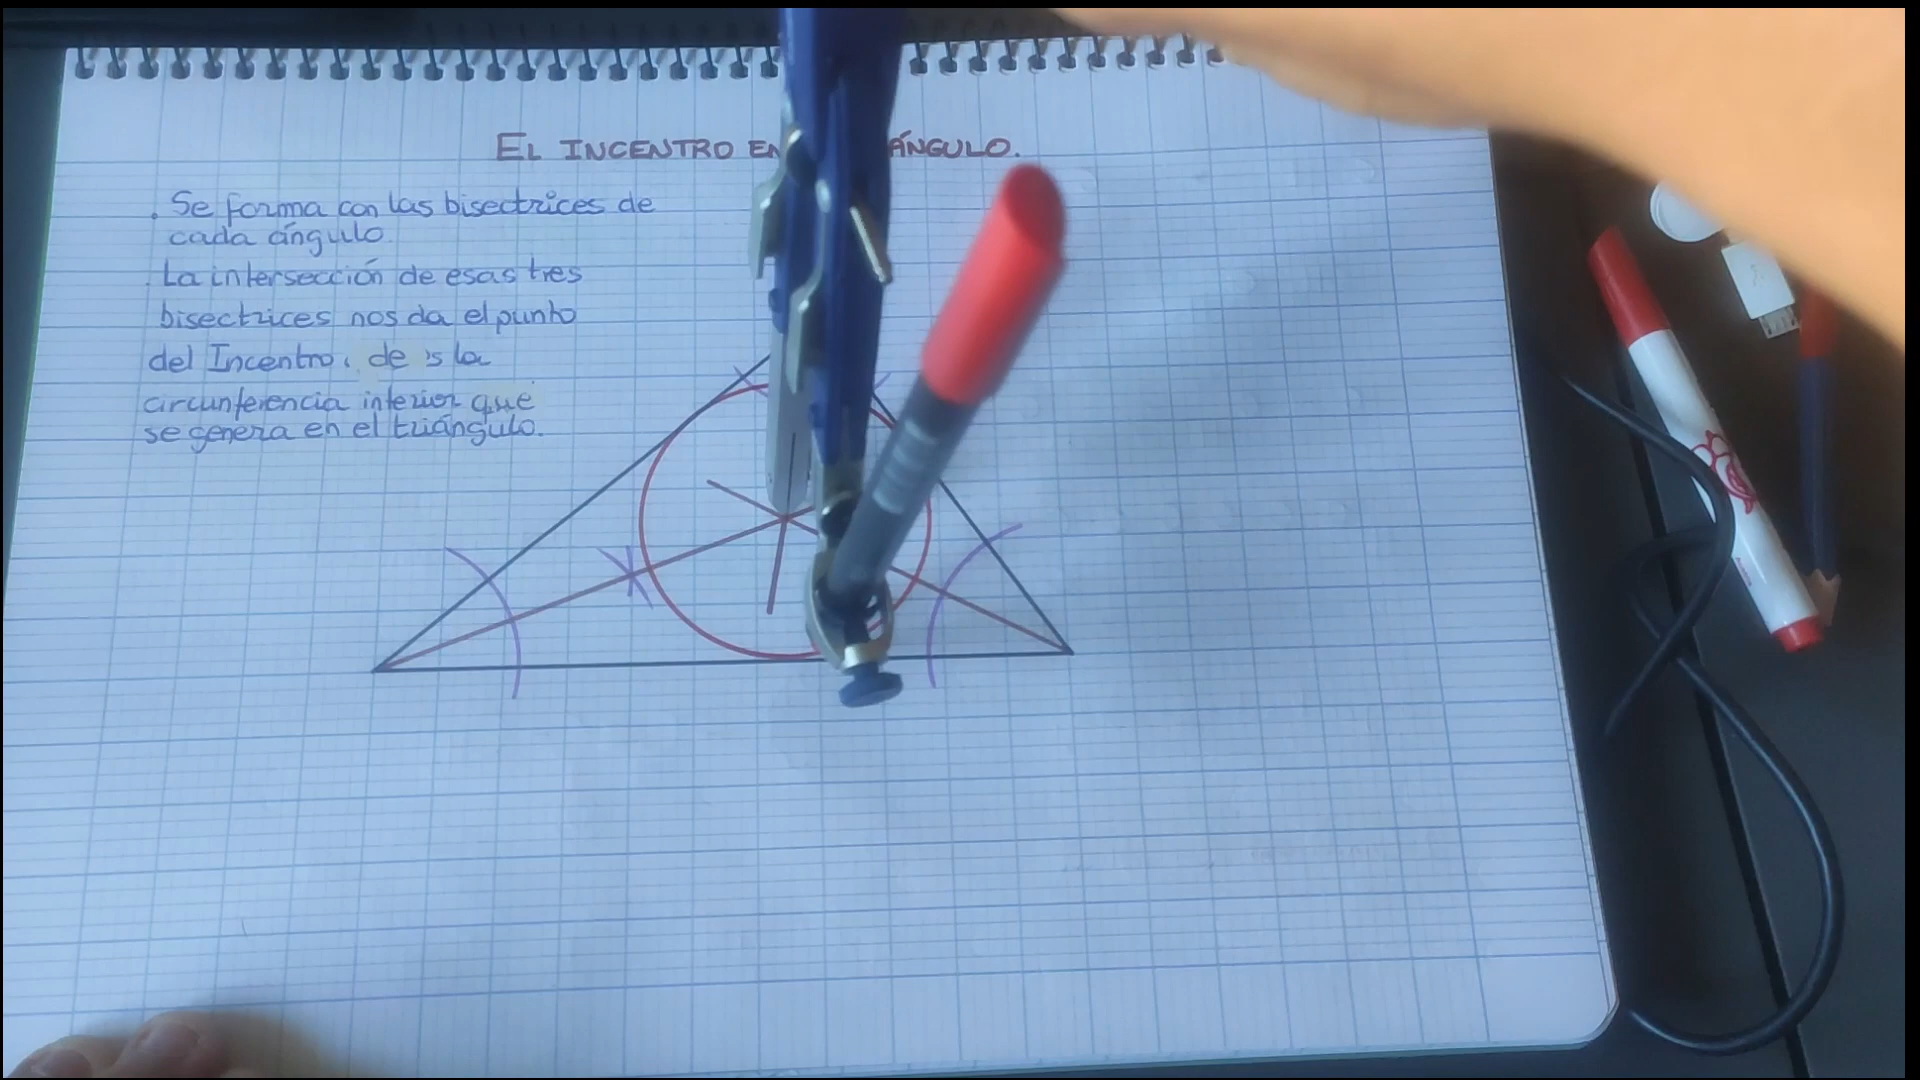 EL INCENTRO EN ÁNGULO.
. Se forma con las bisectrices de
cada ángulo.
. La intersección de esas tres
bisectrices nos da el punto
del Incentro, de la
circunferencia interior que
se genera en el triángulo.